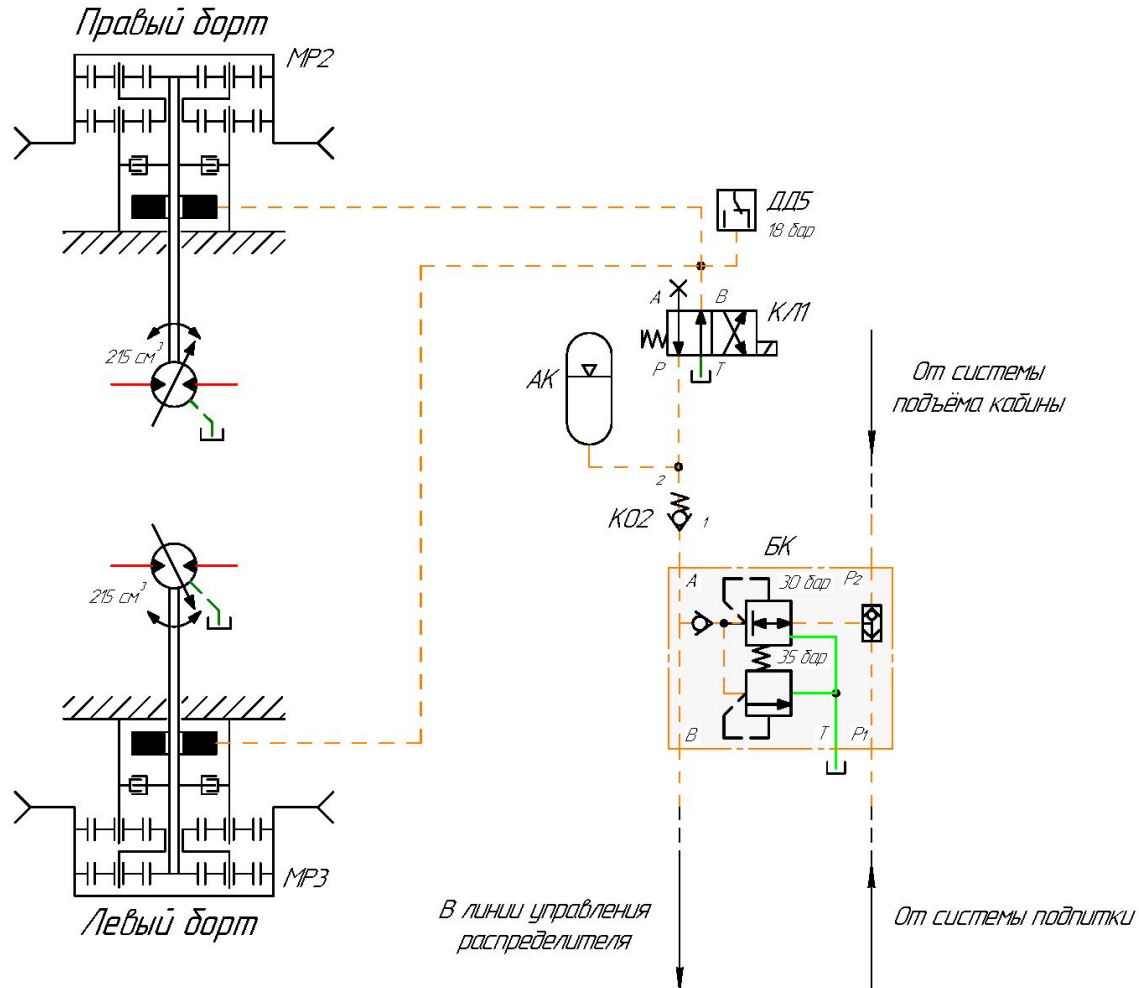 Правый борт
МР2
ДД5
18 бар
А
В
КЛ1
Р
Т
215 см³
АК
От системы
подъёма кабины
2
КО2
1
БК
А
30 бар
Р2
215 см³
35 бар
В
Т
Р1
МР3
Левый борт
В линии управления
распределителя
От системы подпитки